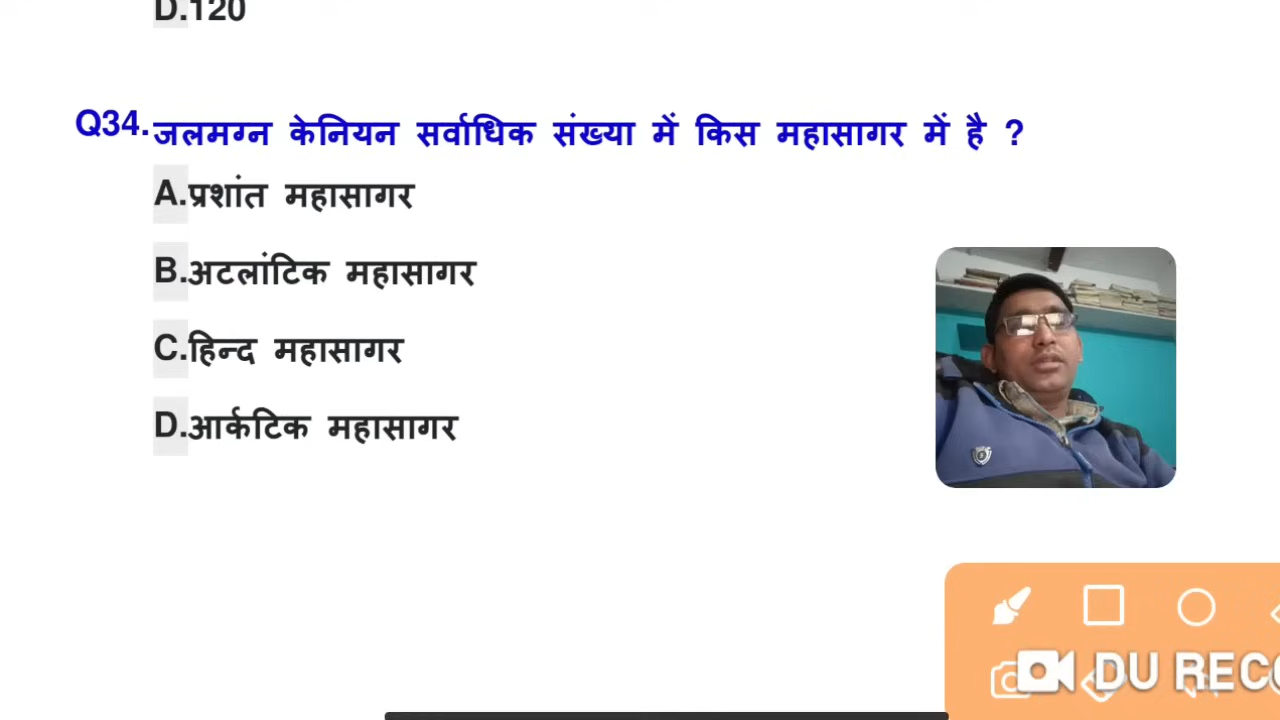 D.120
Q34. जलमग्न केनियन सर्वाधिक संख्या में किस महासागर में है ?
A.प्रशांत महासागर
B.अटलांटिक महासागर
C.हिन्द महासागर
D.आर्कटिक महासागर
DU REC